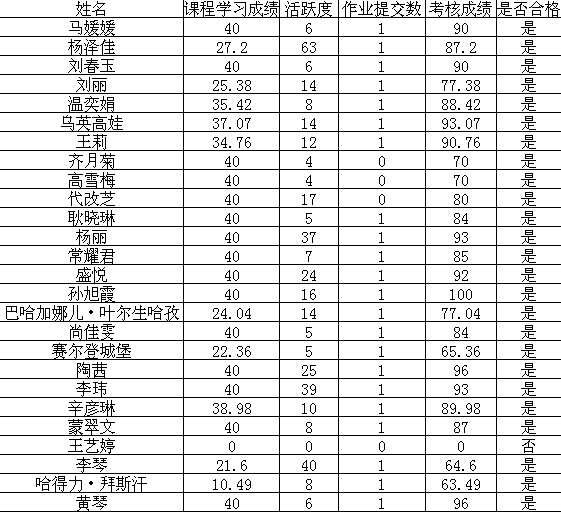 姓名 课程学习成绩 活跃度 作业提交数 考核成绩 是否合格
马媛媛 40 6 1 90 是
杨泽佳 27.2 63 1 87.2 是
刘春玉 40 6 1 90 是
刘丽 25.38 14 1 77.38 是
温奕娟 35.42 8 1 88.42 是
乌英高娃 37.07 14 1 93.07 是
王莉 34.76 12 1 90.76 是
齐月菊 40 4 0 70 是
高雪梅 40 4 0 70 是
代改芝 40 17 0 80 是
耿晓琳 40 5 1 84 是
杨丽 40 37 1 93 是
常耀君 40 7 1 85 是
盛悦 40 24 1 92 是
孙旭霞 40 16 1 100 是
巴哈加娜儿·叶尔生哈孜 24.04 14 1 77.04 是
尚佳雯 40 5 1 84 是
赛尔登城堡 22.36 5 1 65.36 是
陶茜 40 25 1 96 是
李玮 40 39 1 93 是
辛彦琳 38.98 10 1 89.98 是
蒙翠文 40 8 1 87 是
王艺婷 0 0 0 0 否
李琴 21.6 40 1 64.6 是
哈得力·拜斯汗 10.49 8 1 63.49 是
黄琴 40 6 1 96 是